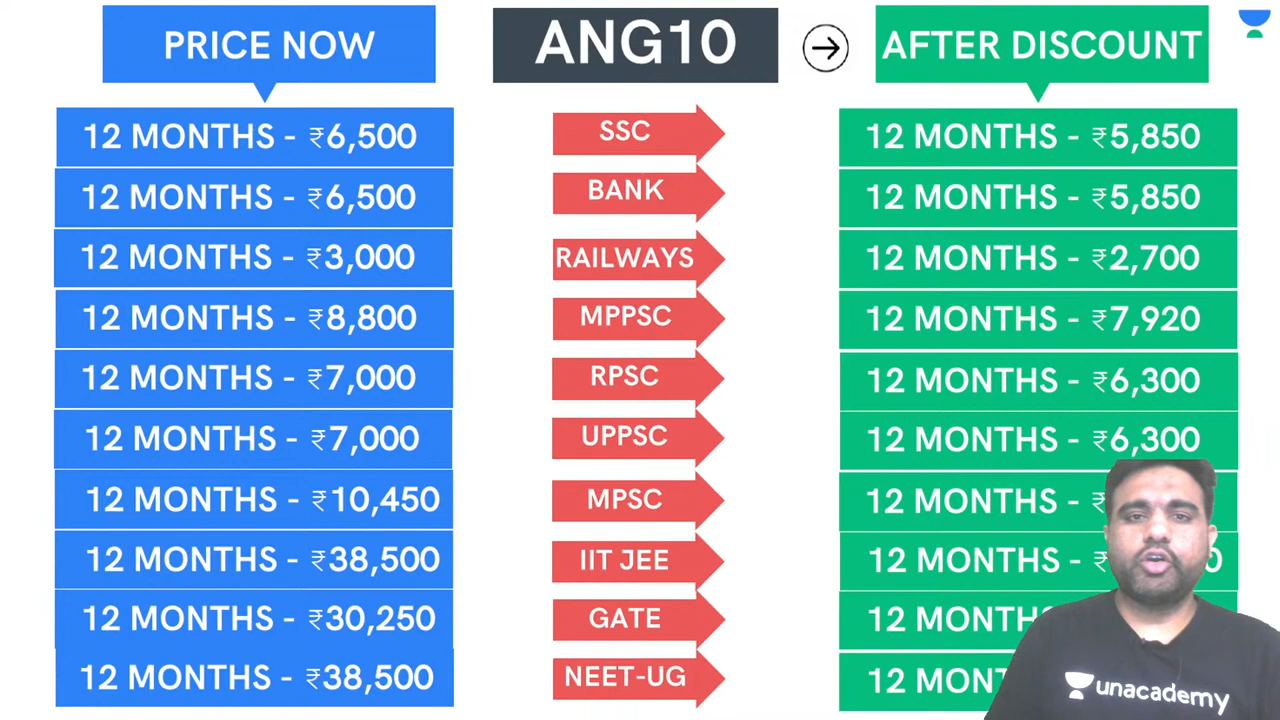 PRICE NOW ANG10 AFTER DISCOUNT
12 MONTHS - ₹6,500 SSC 12 MONTHS - ₹5,850
12 MONTHS - ₹6,500 BANK 12 MONTHS - ₹5,850
12 MONTHS - ₹3,000 RAILWAYS 12 MONTHS - ₹2,700
12 MONTHS - ₹8,800 MPPSC 12 MONTHS - ₹7,920
12 MONTHS - ₹7,000 RPSC 12 MONTHS - ₹6,300
12 MONTHS - ₹7,000 UPPSC 12 MONTHS - ₹6,300
12 MONTHS - ₹10,450 MPSC 12 MONTHS - ₹
12 MONTHS - ₹38,500 IIT JEE 12 MONTHS - ₹
12 MONTHS - ₹30,250 GATE 12 MONTHS
12 MONTHS - ₹38,500 NEET-UG 12
unacademy